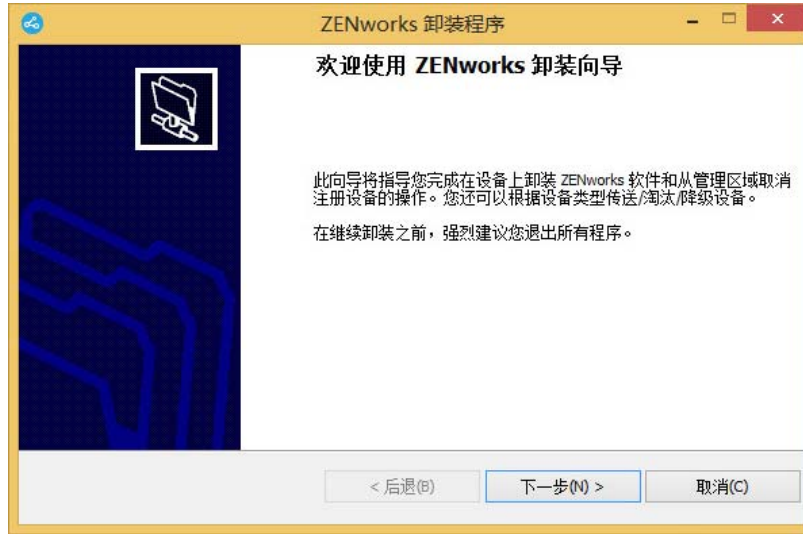 ZENworks 卸装程序
欢迎使用 ZENworks 卸装向导
此向导将指导您完成在设备上卸装 ZENworks 软件和从管理区域取消
注册设备的操作。您还可以根据设备类型传送/淘汰/降级设备。
在继续卸装之前，强烈建议您退出所有程序。
< 后退(B)
下一步(N) >
取消(C)